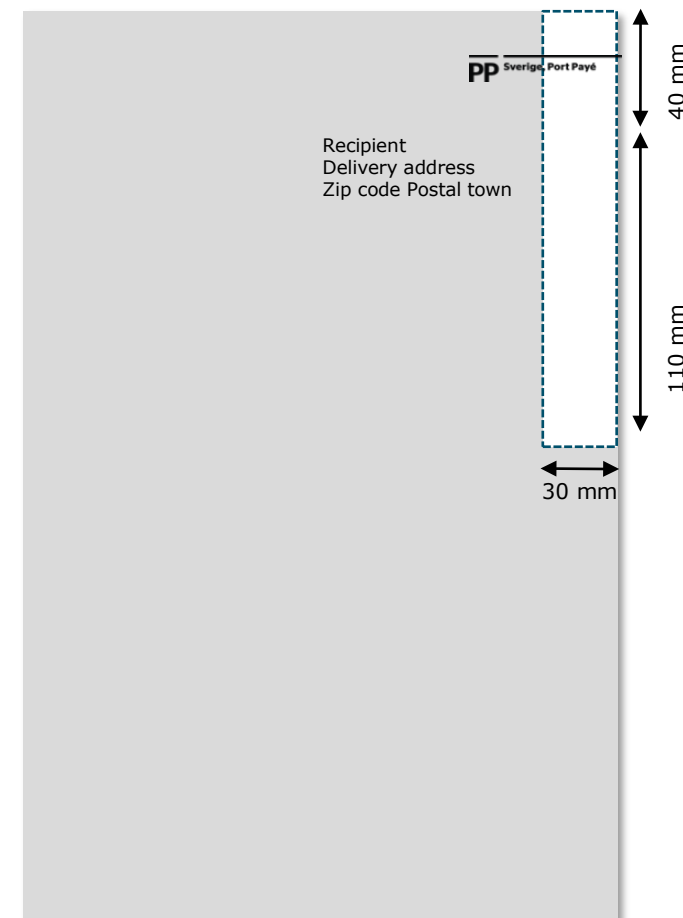 PP Sverige, Port Payé
40 mm
Recipient
Delivery address
Zip code Postal town
110 mm
30 mm